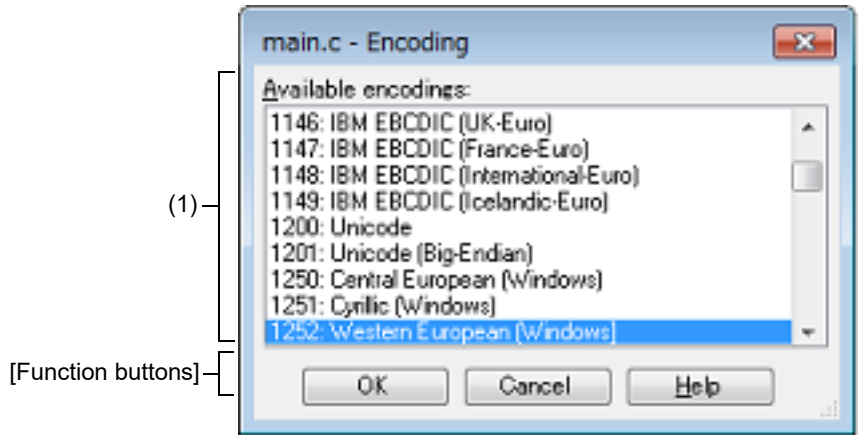 main.c - Encoding
Available encodings:
1146: IBM EBCDIC (UK-Euro)
1147: IBM EBCDIC (France-Euro)
1148: IBM EBCDIC (International-Euro)
1149: IBM EBCDIC (Icelandic-Euro)
(1)
1200: Unicode
1201: Unicode (Big-Endian)
1250: Central European (Windows)
1251: Cyrillic (Windows)
1252: Western European (Windows)
[Function buttons]
OK Cancel Help